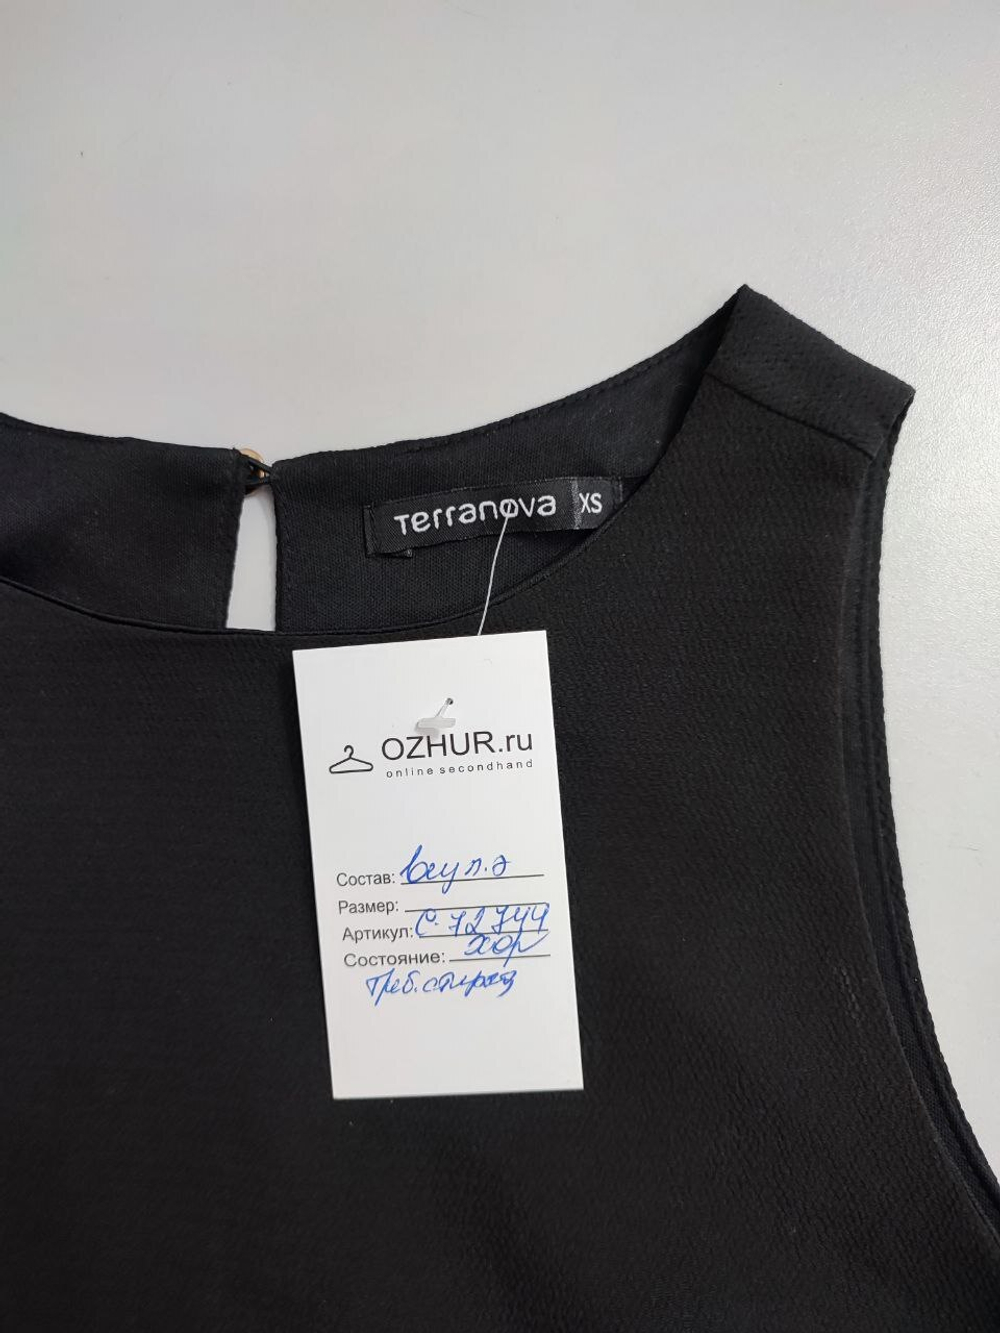 Terranova XS
OZHUR.ru
online secondhand
Состав:
Размер:
Артикул: С-72744
Состояние: хор
Треб. стирка